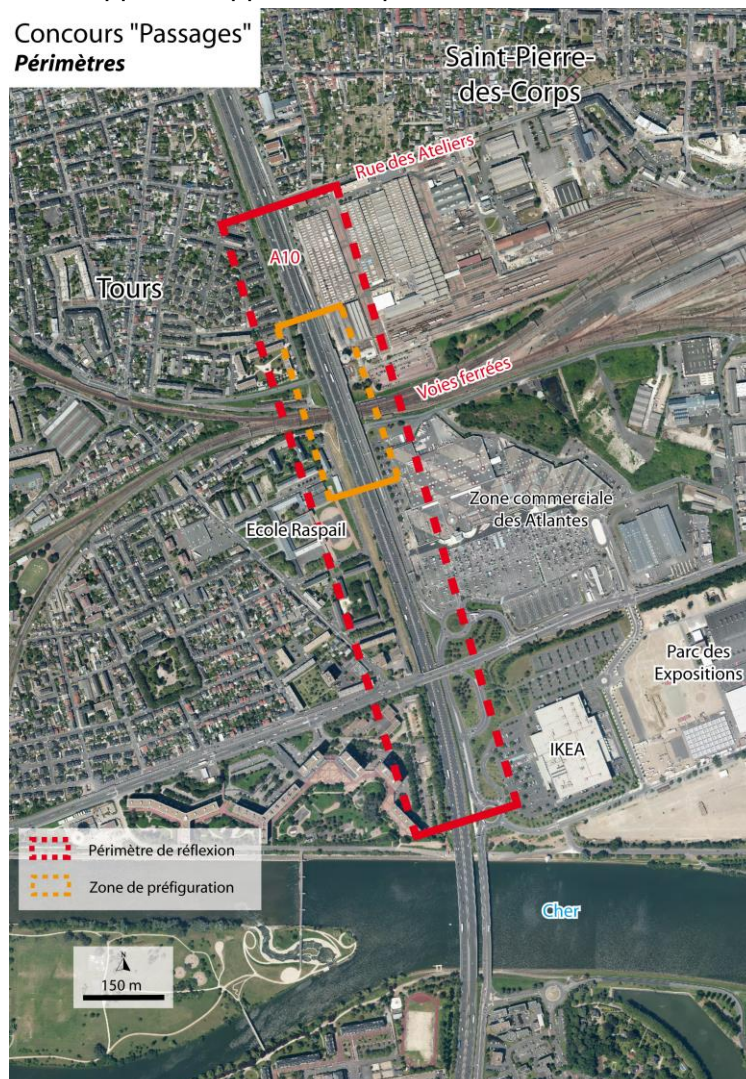 Concours "Passages"
Périmètres
Saint-Pierre-
des-Corps
Rue des Ateliers
A10
Tours
Voies ferrées
Zone commerciale
des Atlantes
Ecole Raspail
Parc des
Expositions
IKEA
Périmètre de réflexion
Zone de préfiguration
Cher
N
150 m